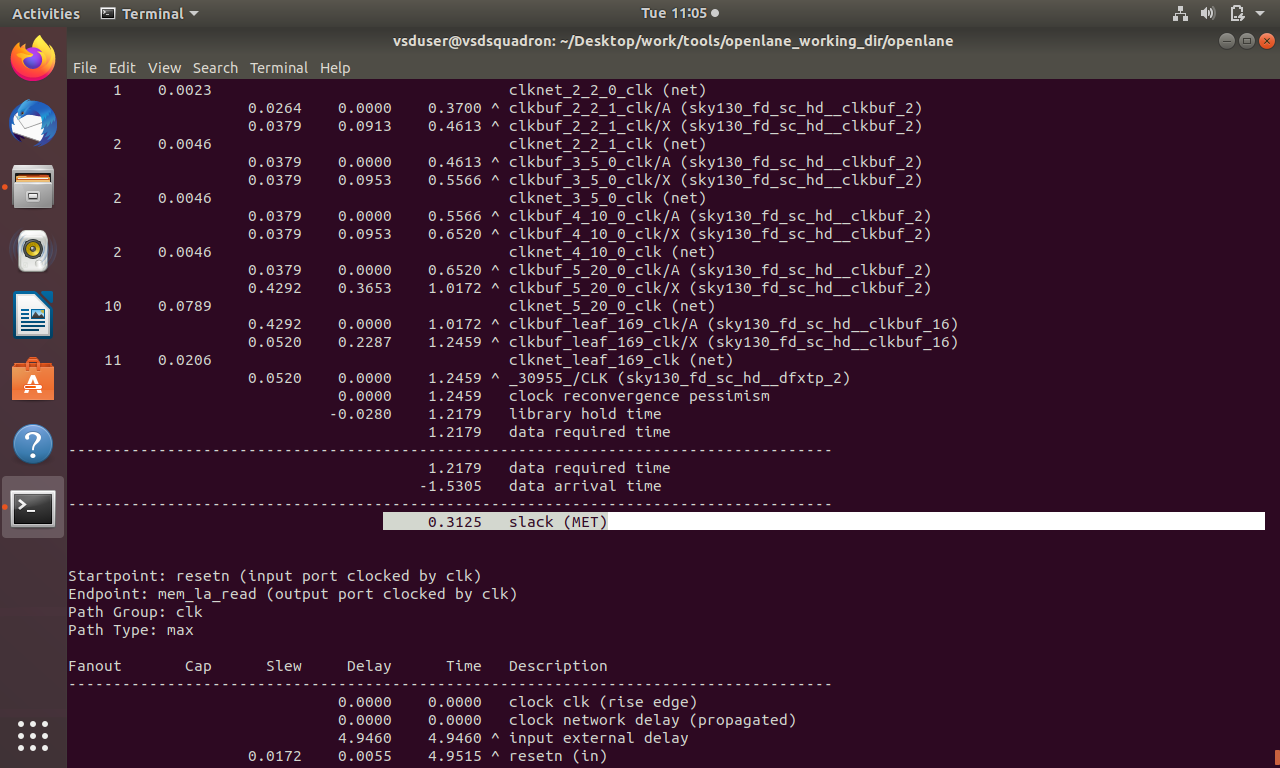 Activities Terminal Tue 11:05
vsduser@vsdsquadron: ~/Desktop/work/tools/openlane_working_dir/openlane
File Edit View Search Terminal Help
     1    0.0023                                 clknet_2_2_0_clk (net)
                    0.0264    0.0000    0.3700 ^ clkbuf_2_2_1_clk/A (sky130_fd_sc_hd__clkbuf_2)
                    0.0379    0.0913    0.4613 ^ clkbuf_2_2_1_clk/X (sky130_fd_sc_hd__clkbuf_2)
     2    0.0046                                 clknet_2_2_1_clk (net)
                    0.0379    0.0000    0.4613 ^ clkbuf_3_5_0_clk/A (sky130_fd_sc_hd__clkbuf_2)
                    0.0379    0.0953    0.5566 ^ clkbuf_3_5_0_clk/X (sky130_fd_sc_hd__clkbuf_2)
     2    0.0046                                 clknet_3_5_0_clk (net)
                    0.0379    0.0000    0.5566 ^ clkbuf_4_10_0_clk/A (sky130_fd_sc_hd__clkbuf_2)
                    0.0379    0.0953    0.6520 ^ clkbuf_4_10_0_clk/X (sky130_fd_sc_hd__clkbuf_2)
     2    0.0046                                 clknet_4_10_0_clk (net)
                    0.0379    0.0000    0.6520 ^ clkbuf_5_20_0_clk/A (sky130_fd_sc_hd__clkbuf_2)
                    0.4292    0.3653    1.0172 ^ clkbuf_5_20_0_clk/X (sky130_fd_sc_hd__clkbuf_2)
    10    0.0789                                 clknet_5_20_0_clk (net)
                    0.4292    0.0000    1.0172 ^ clkbuf_leaf_169_clk/A (sky130_fd_sc_hd__clkbuf_16)
                    0.0520    0.2287    1.2459 ^ clkbuf_leaf_169_clk/X (sky130_fd_sc_hd__clkbuf_16)
    11    0.0206                                 clknet_leaf_169_clk (net)
                    0.0520    0.0000    1.2459 ^ _30955_/CLK (sky130_fd_sc_hd__dfxtp_2)
                              0.0000    1.2459   clock reconvergence pessimism
                             -0.0280    1.2179   library hold time
                                        1.2179   data required time
-------------------------------------------------------------------------------------
                                        1.2179   data required time
                                       -1.5305   data arrival time
-------------------------------------------------------------------------------------
                                        0.3125   slack (MET)
Startpoint: resetn (input port clocked by clk)
Endpoint: mem_la_read (output port clocked by clk)
Path Group: clk
Path Type: max
Fanout       Cap      Slew     Delay      Time   Description
-------------------------------------------------------------------------------------
                              0.0000    0.0000   clock clk (rise edge)
                              0.0000    0.0000   clock network delay (propagated)
                              4.9460    4.9460 ^ input external delay
                    0.0172    0.0055    4.9515 ^ resetn (in)